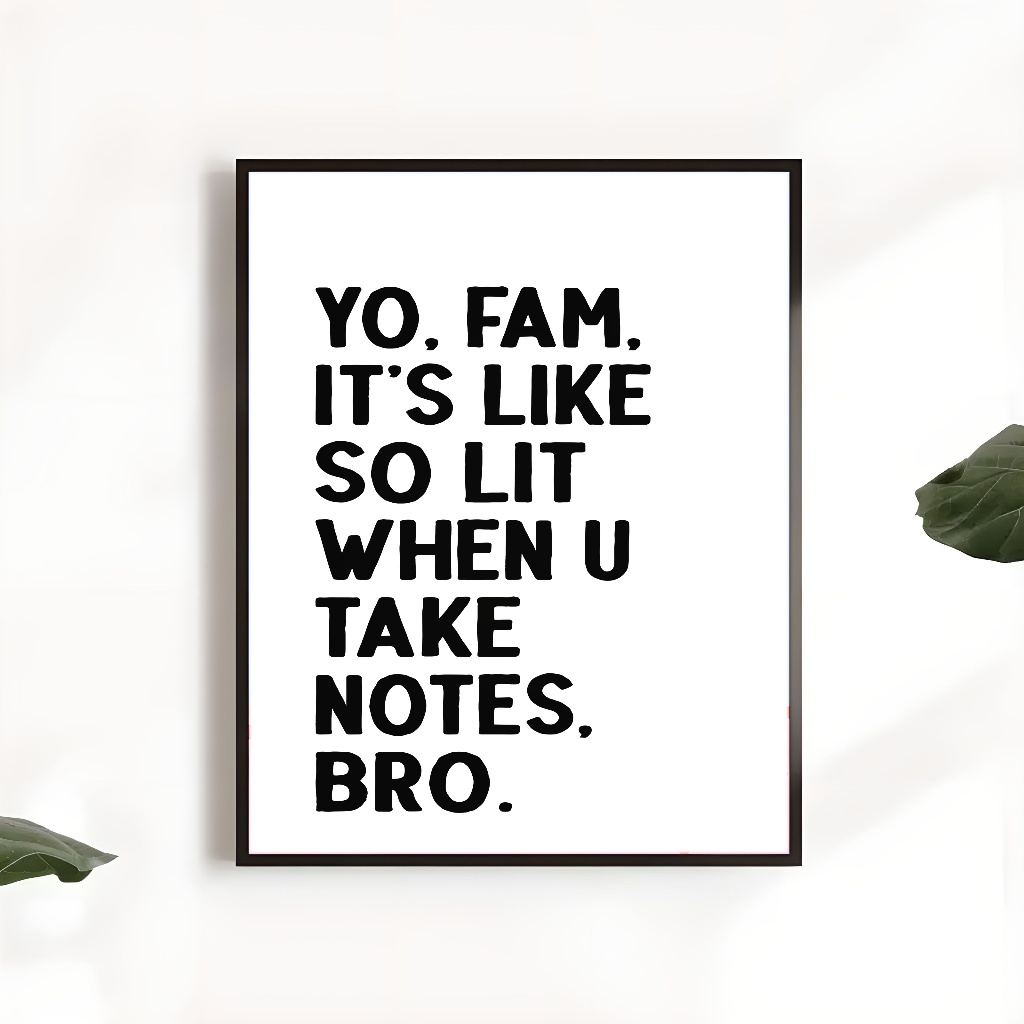 YO, FAM,
IT'S LIKE
SO LIT
WHEN U
TAKE
NOTES,
BRO.